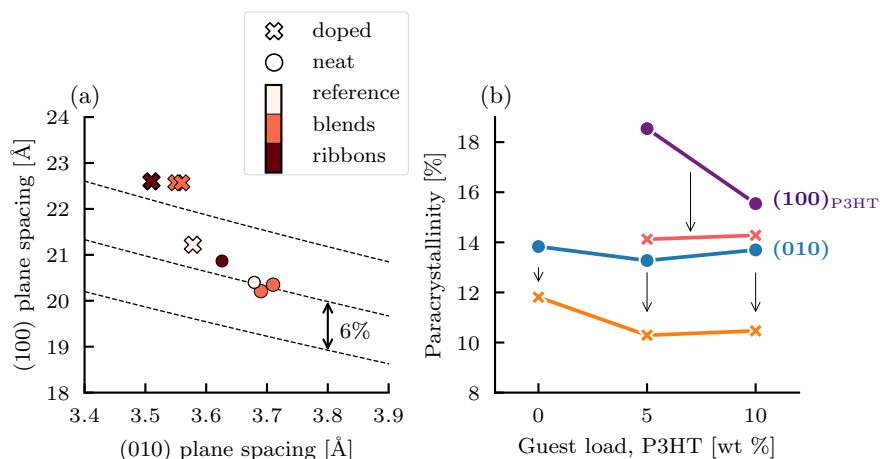 doped
neat
reference
blends
ribbons
(a)
24
23
22
21
20
19
18
(100) plane spacing [Å]
6%
3.4 3.5 3.6 3.7 3.8 3.9
(010) plane spacing [Å]
(b)
18
16
14
12
10
8
Paracrystallinity [%]
(100)P3HT
(010)
0 5 10
Guest load, P3HT [wt %]